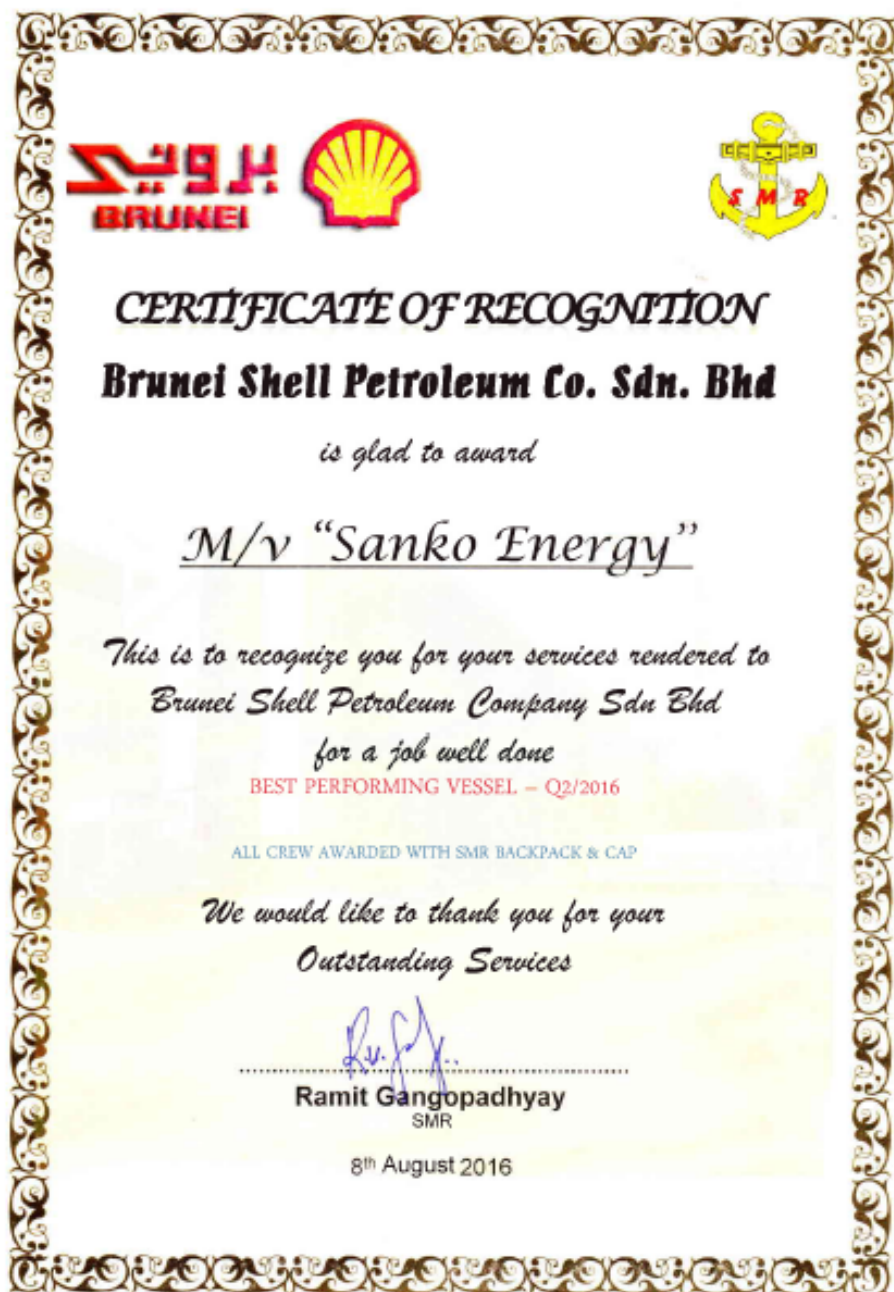 بروني
BRUNEI
S M R
CERTIFICATE OF RECOGNITION
Brunei Shell Petroleum Co. Sdn. Bhd
is glad to award
M/v “Sanko Energy”
This is to recognize you for your services rendered to
Brunei Shell Petroleum Company Sdn Bhd
for a job well done
BEST PERFORMING VESSEL – Q2/2016
ALL CREW AWARDED WITH SMR BACKPACK & CAP
We would like to thank you for your
Outstanding Services
Ramit Gangopadhyay
SMR
8th August 2016